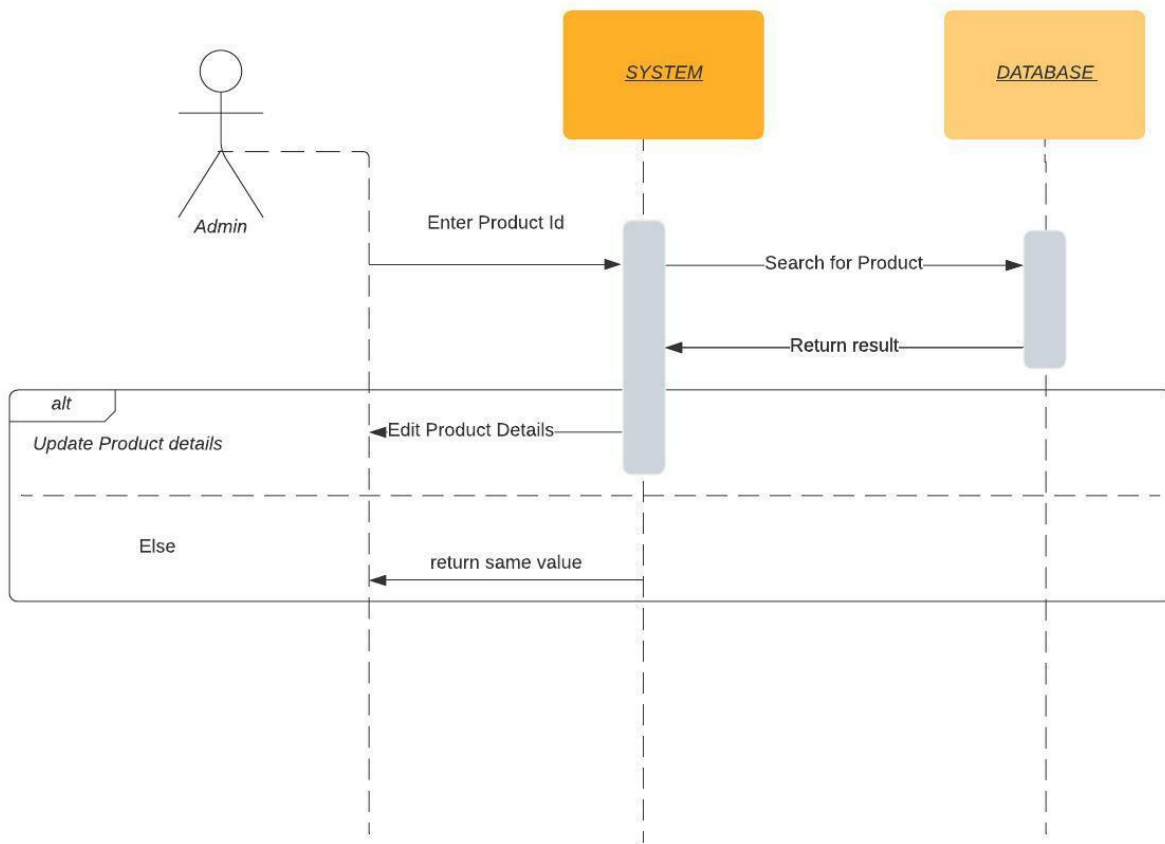 SYSTEM
DATABASE
Admin
Enter Product Id
Search for Product
Return result
alt
Edit Product Details
Update Product details
Else
return same value